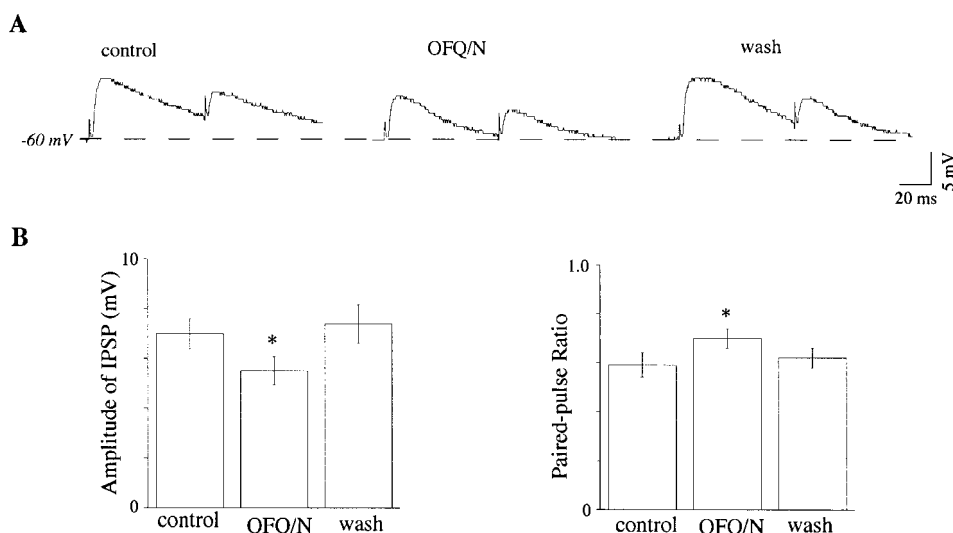 A
control
OFQ/N
wash
-60 mV
5 mV
20 ms
B
10
Amplitude of IPSP (mV)
0
control
OFQ/N
wash
*
1.0
Paired-pulse Ratio
0
control
OFQ/N
wash
*